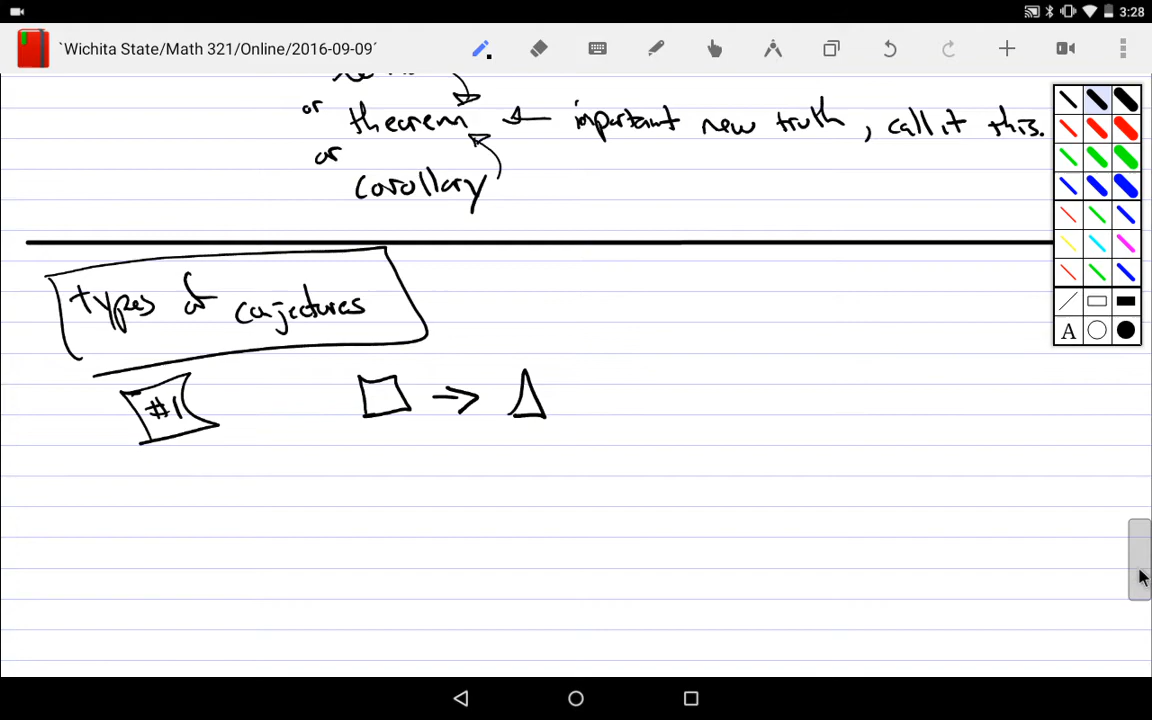 3:28
`Wichita State/Math 321/Online/2016-09-09´
or theorem ← important new truth, call it this.
or
corollary
types of conjectures
#1 □ ⇒ △
A